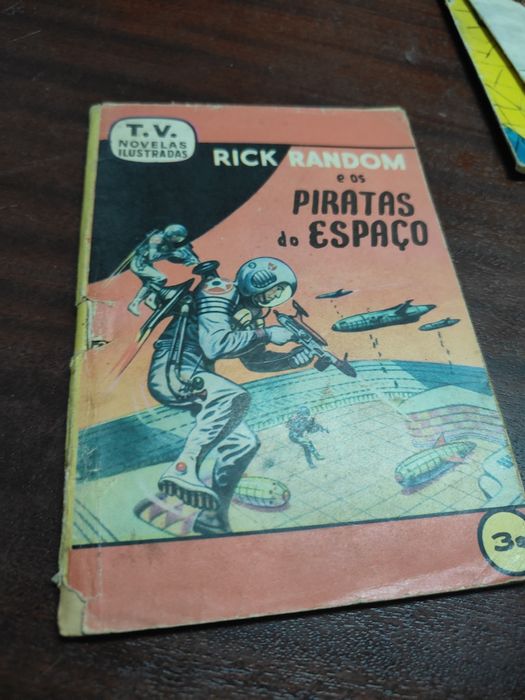 T.V.
NOVELAS
ILUSTRADAS
RICK RANDOM
e os
PIRATAS
do ESPAÇO